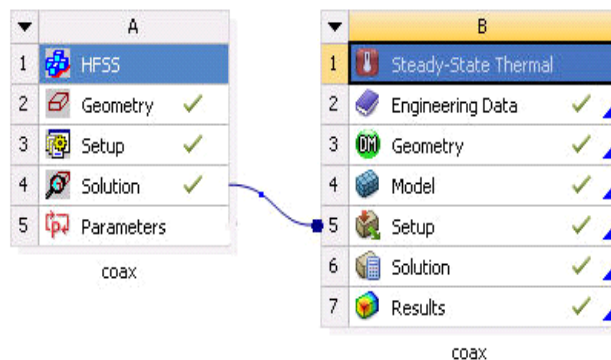 A
1 HFSS
2 Geometry
3 Setup
4 Solution
5 Parameters
coax
B
1 Steady-State Thermal
2 Engineering Data
3 DM Geometry
4 Model
5 Setup
6 Solution
7 Results
coax